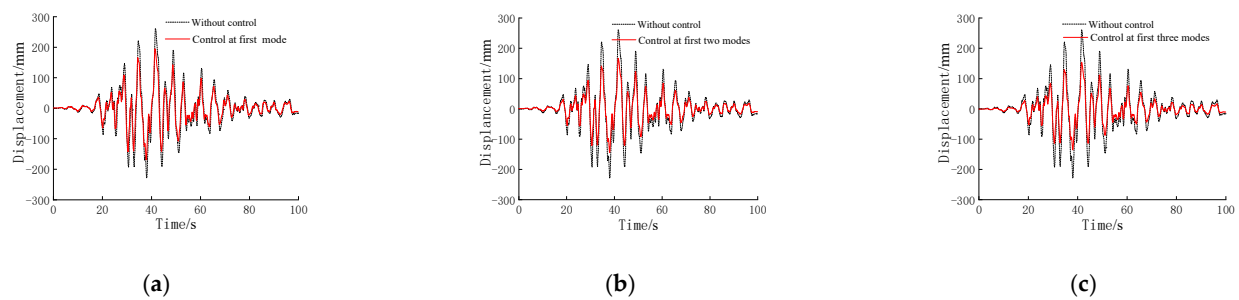 300
200
100
0
−100
−200
−300
Displacement/mm
Without control
Control at first mode
0
20
40
60
80
100
Time/s
(a)
300
200
100
0
−100
−200
−300
Displancement/mm
Without control
Control at first two modes
0
20
40
60
80
100
Time/s
(b)
300
200
100
0
−100
−200
−300
Displacement/mm
Without control
Control at first three modes
0
20
40
60
80
100
Time/s
(c)